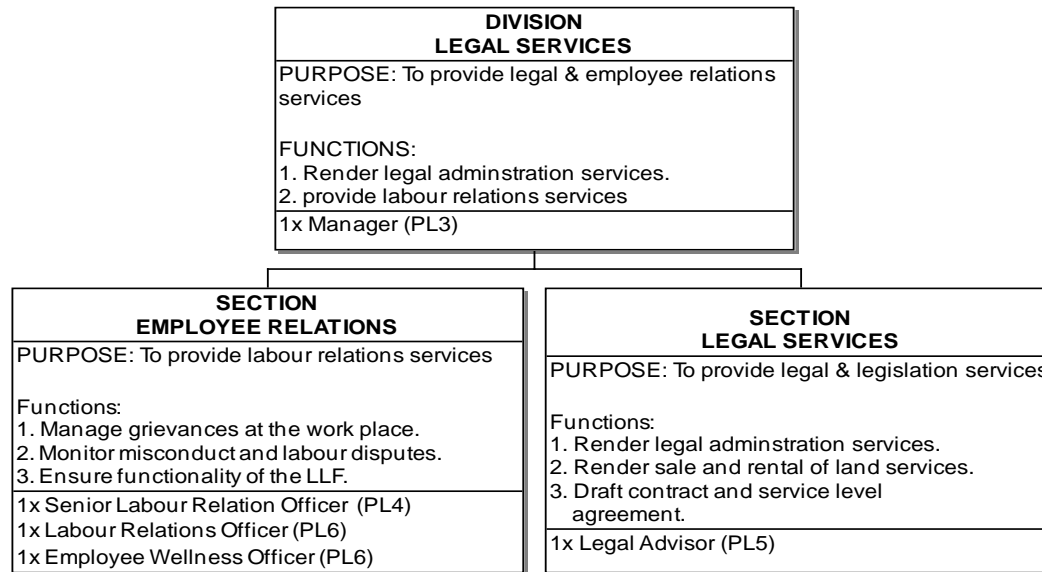 DIVISION
LEGAL SERVICES
PURPOSE: To provide legal & employee relations
services
FUNCTIONS:
1. Render legal adminstration services.
2. provide labour relations services
1x Manager (PL3)
SECTION
EMPLOYEE RELATIONS
PURPOSE: To provide labour relations services
Functions:
1. Manage grievances at the work place.
2. Monitor misconduct and labour disputes.
3. Ensure functionality of the LLF.
1x Senior Labour Relation Officer (PL4)
1x Labour Relations Officer (PL6)
1x Employee Wellness Officer (PL6)
SECTION
LEGAL SERVICES
PURPOSE: To provide legal & legislation services
Functions:
1. Render legal adminstration services.
2. Render sale and rental of land services.
3. Draft contract and service level
agreement.
1x Legal Advisor (PL5)